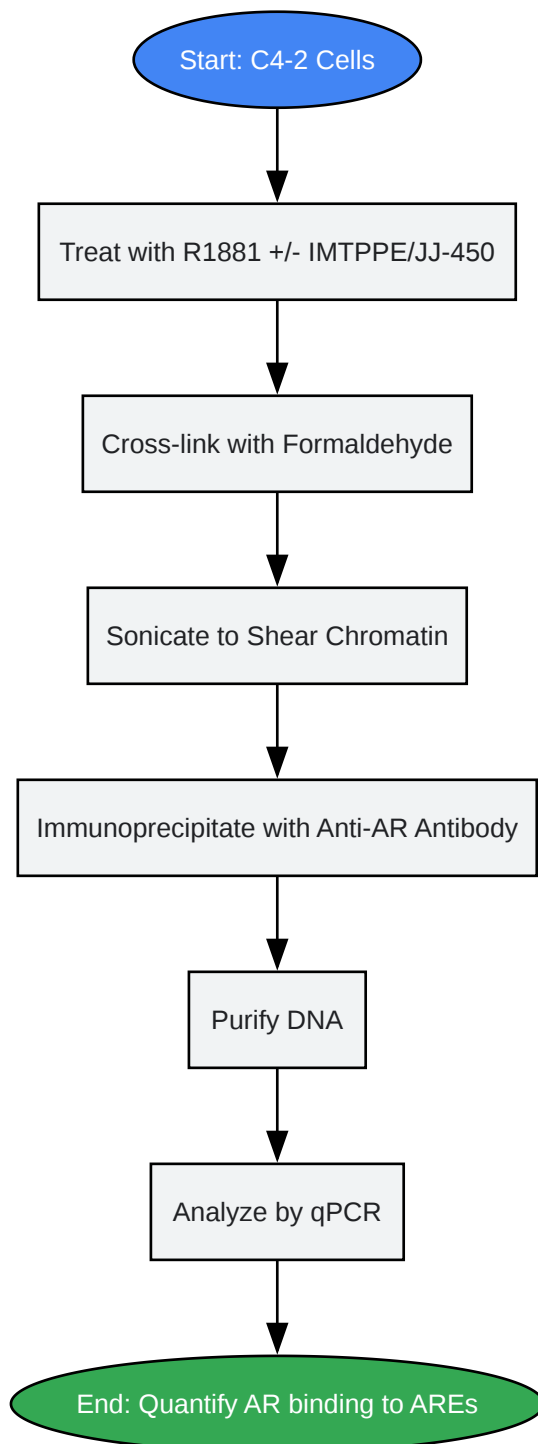 Start: C4-2 Cells
Treat with R1881 +/- IMTPPE/JJ-450
Cross-link with Formaldehyde
Sonicate to Shear Chromatin
Immunoprecipitate with Anti-AR Antibody
Purify DNA
Analyze by qPCR
End: Quantify AR binding to AREs